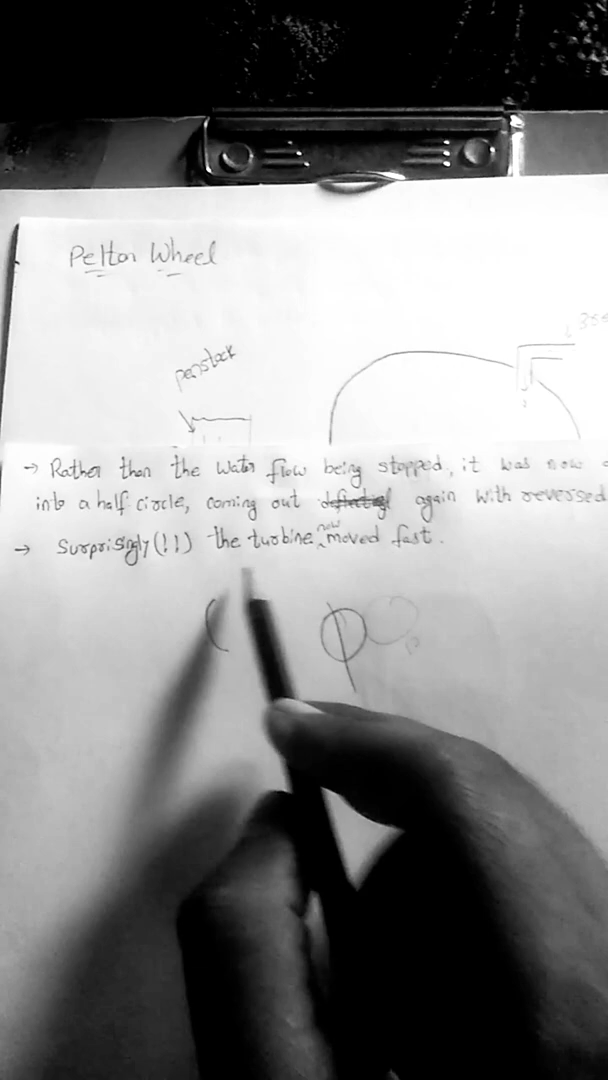 Pelton Wheel
penstock
→ Rather than the water flow being stopped, it was now
into a half circle, coming out again with reversed
→ Surprisingly (!!) the turbine now moved fast.